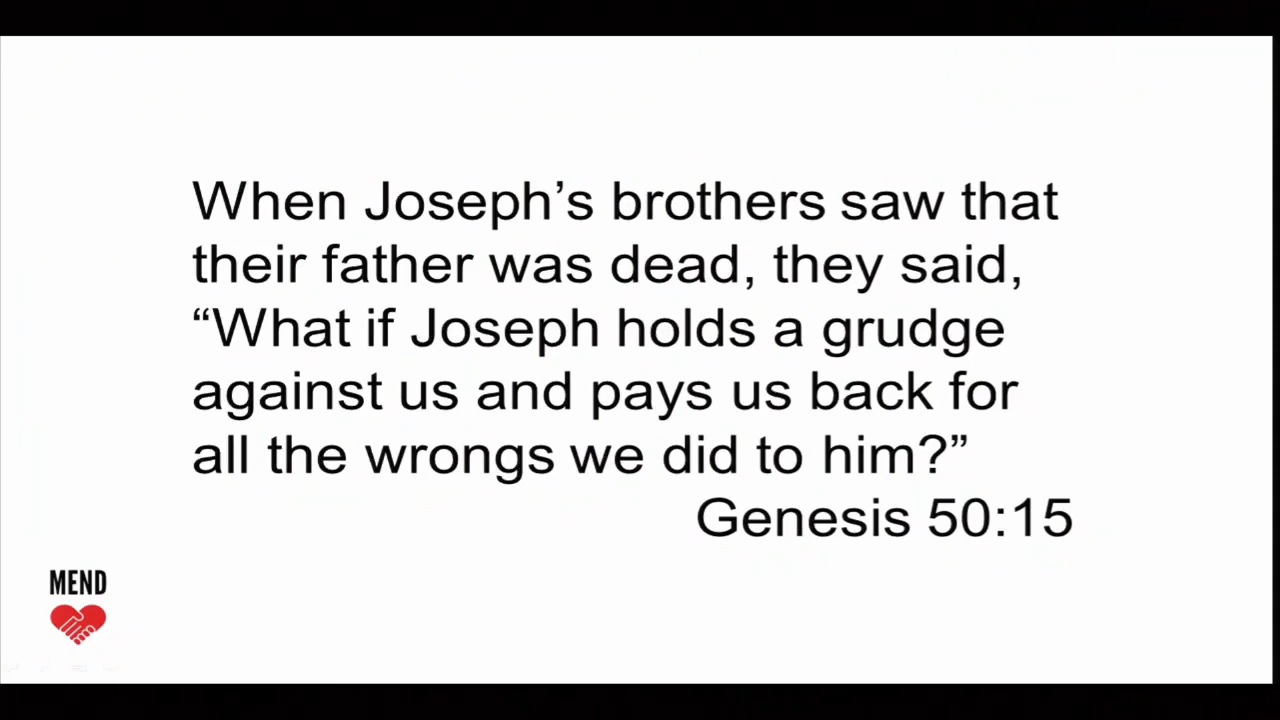 When Joseph’s brothers saw that
their father was dead, they said,
“What if Joseph holds a grudge
against us and pays us back for
all the wrongs we did to him?”
Genesis 50:15
MEND